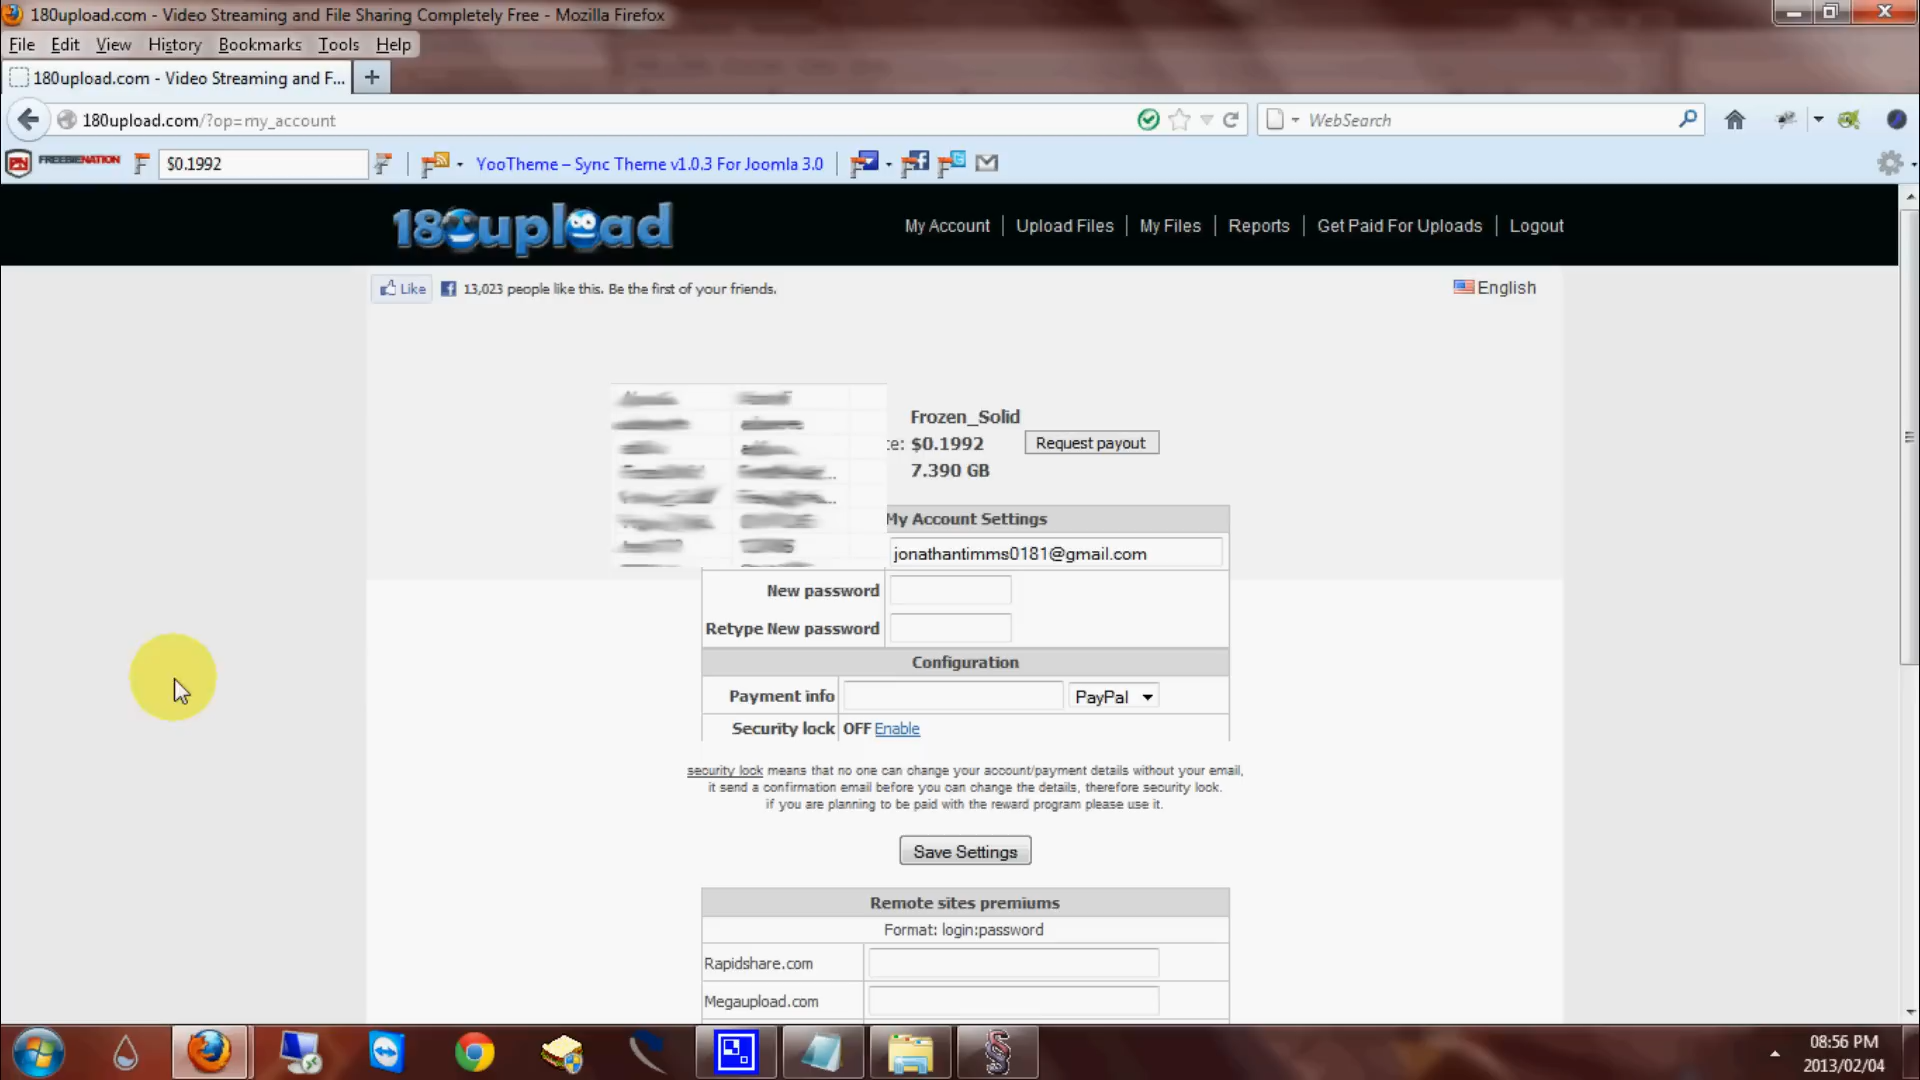 180upload.com - Video Streaming and File Sharing Completely Free - Mozilla Firefox
File Edit View History Bookmarks Tools Help
180upload.com - Video Streaming and F...
180upload.com/?op=my_account
WebSearch
FREEBIENATION
$0.1992
YooTheme – Sync Theme v1.0.3 For Joomla 3.0
180upload
My Account
Upload Files
My Files
Reports
Get Paid For Uploads
Logout
Like
13,023 people like this. Be the first of your friends.
English
Frozen_Solid
$0.1992
Request payout
7.390 GB
My Account Settings
jonathantimms0181@gmail.com
New password
Retype New password
Configuration
Payment info
PayPal
Security lock OFF Enable
security lock means that no one can change your account/payment details without your email,
it send a confirmation email before you can change the details, therefore security lock.
if you are planning to be paid with the reward program please use it.
Save Settings
Remote sites premiums
Format: login:password
Rapidshare.com
Megaupload.com
08:56 PM
2013/02/04